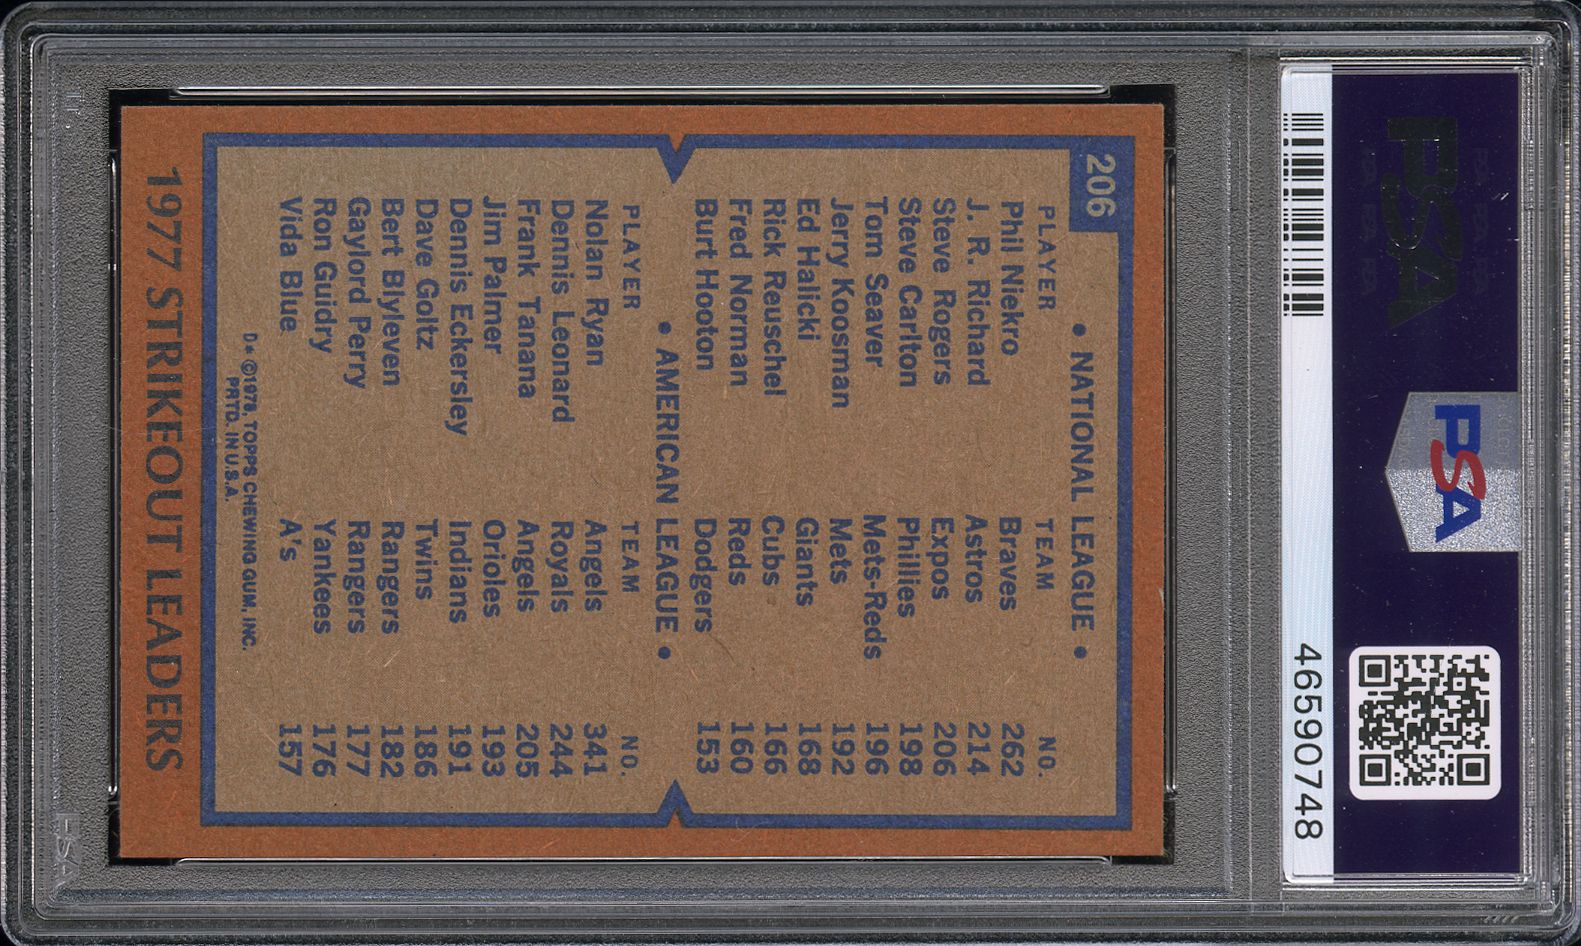 PSA
PSA
46590748
206
• NATIONAL LEAGUE •
PLAYER TEAM NO.
Phil Niekro Braves 262
J. R. Richard Astros 214
Steve Rogers Expos 206
Steve Carlton Phillies 198
Tom Seaver Mets-Reds 196
Jerry Koosman Mets 192
Ed Halicki Giants 168
Rick Reuschel Cubs 166
Fred Norman Reds 160
Burt Hooton Dodgers 153
• AMERICAN LEAGUE •
PLAYER TEAM NO.
Nolan Ryan Angels 341
Dennis Leonard Royals 244
Frank Tanana Angels 205
Jim Palmer Orioles 193
Dennis Eckersley Indians 191
Dave Goltz Twins 186
Bert Blyleven Rangers 182
Gaylord Perry Rangers 177
Ron Guidry Yankees 176
Vida Blue A's 157
D* ©1978, TOPPS CHEWING GUM, INC.
PRTD. IN U.S.A.
1977 STRIKEOUT LEADERS
PSA